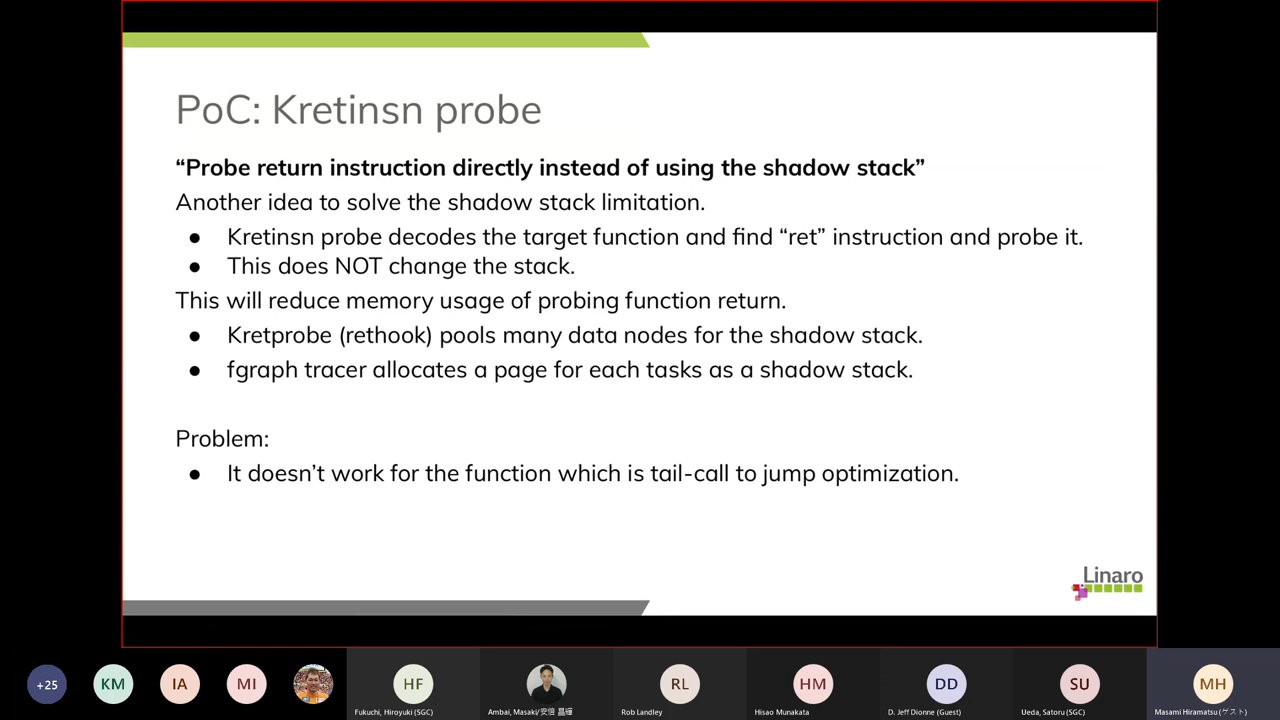 PoC: Kretinsn probe
“Probe return instruction directly instead of using the shadow stack”
Another idea to solve the shadow stack limitation.
● Kretinsn probe decodes the target function and find “ret” instruction and probe it.
● This does NOT change the stack.
This will reduce memory usage of probing function return.
● Kretprobe (rethook) pools many data nodes for the shadow stack.
● fgraph tracer allocates a page for each tasks as a shadow stack.
Problem:
● It doesn’t work for the function which is tail-call to jump optimization.
Linaro
+25
KM
IA
MI
HF
RL
HM
DD
SU
MH
Fukuchi, Hiroyuki (SGC)
Ambai, Masaki/安倍 昌輝
Rob Landley
Hisao Munakata
D. Jeff Dionne (Guest)
Ueda, Satoru (SGC)
Masami Hiramatsu (ゲスト)